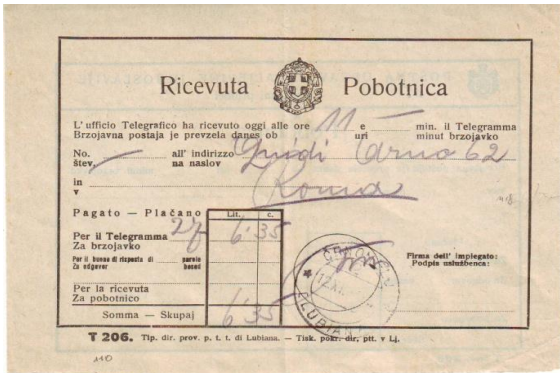 Ricevuta Pobotnica
L'ufficio Telegrafico ha ricevuto oggi alle ore 11 e — min. il Telegramma
Brzojavna postaja je prevzela danes ob uri minut brzojavko
No. all' indirizzo Guidi Arno 62
štev. na naslov
in Roma
v
Pagato — Plačano Lit. c.
Per il Telegramma 6 35
Za brzojavko
Per il buono di risposta di parole
Za odgovor besed
Firma dell' impiegato:
Podpis uslužbenca:
Per la ricevuta
Za pobotnico
Somma — Skupaj 6 35
T 206. Tip. dir. prov. p. t. t. di Lubiana. — Tisk. pokr. dir. ptt. v Lj.
110